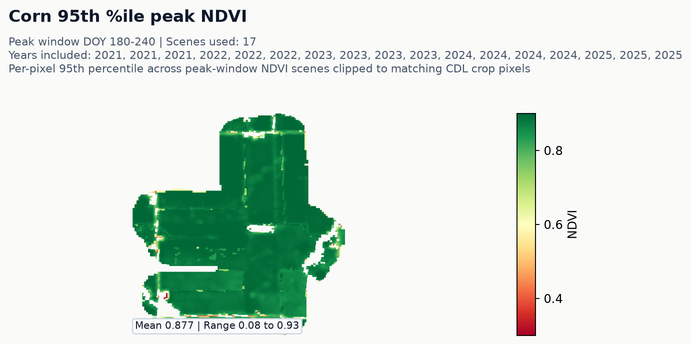 Corn 95th %ile peak NDVI
Peak window DOY 180-240 | Scenes used: 17
Years included: 2021, 2021, 2021, 2022, 2022, 2022, 2023, 2023, 2023, 2023, 2024, 2024, 2024, 2024, 2025, 2025, 2025
Per-pixel 95th percentile across peak-window NDVI scenes clipped to matching CDL crop pixels
0.8
0.6
0.4
NDVI
Mean 0.877 | Range 0.08 to 0.93